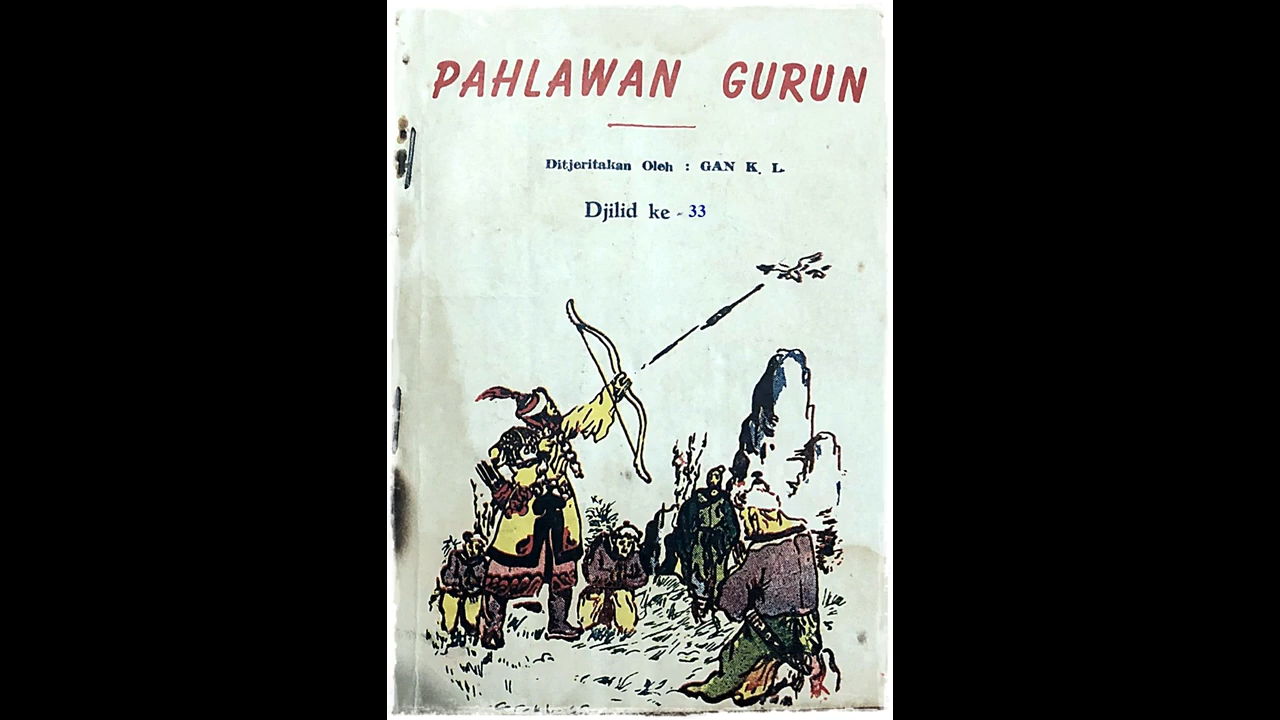 PAHLAWAN GURUN
Ditjeritakan Oleh : GAN K. L.
Djilid ke - 33